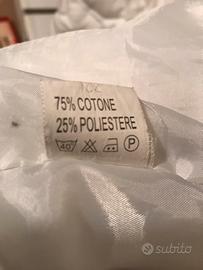 75% COTONE
25% POLIESTERE
40
P
subito